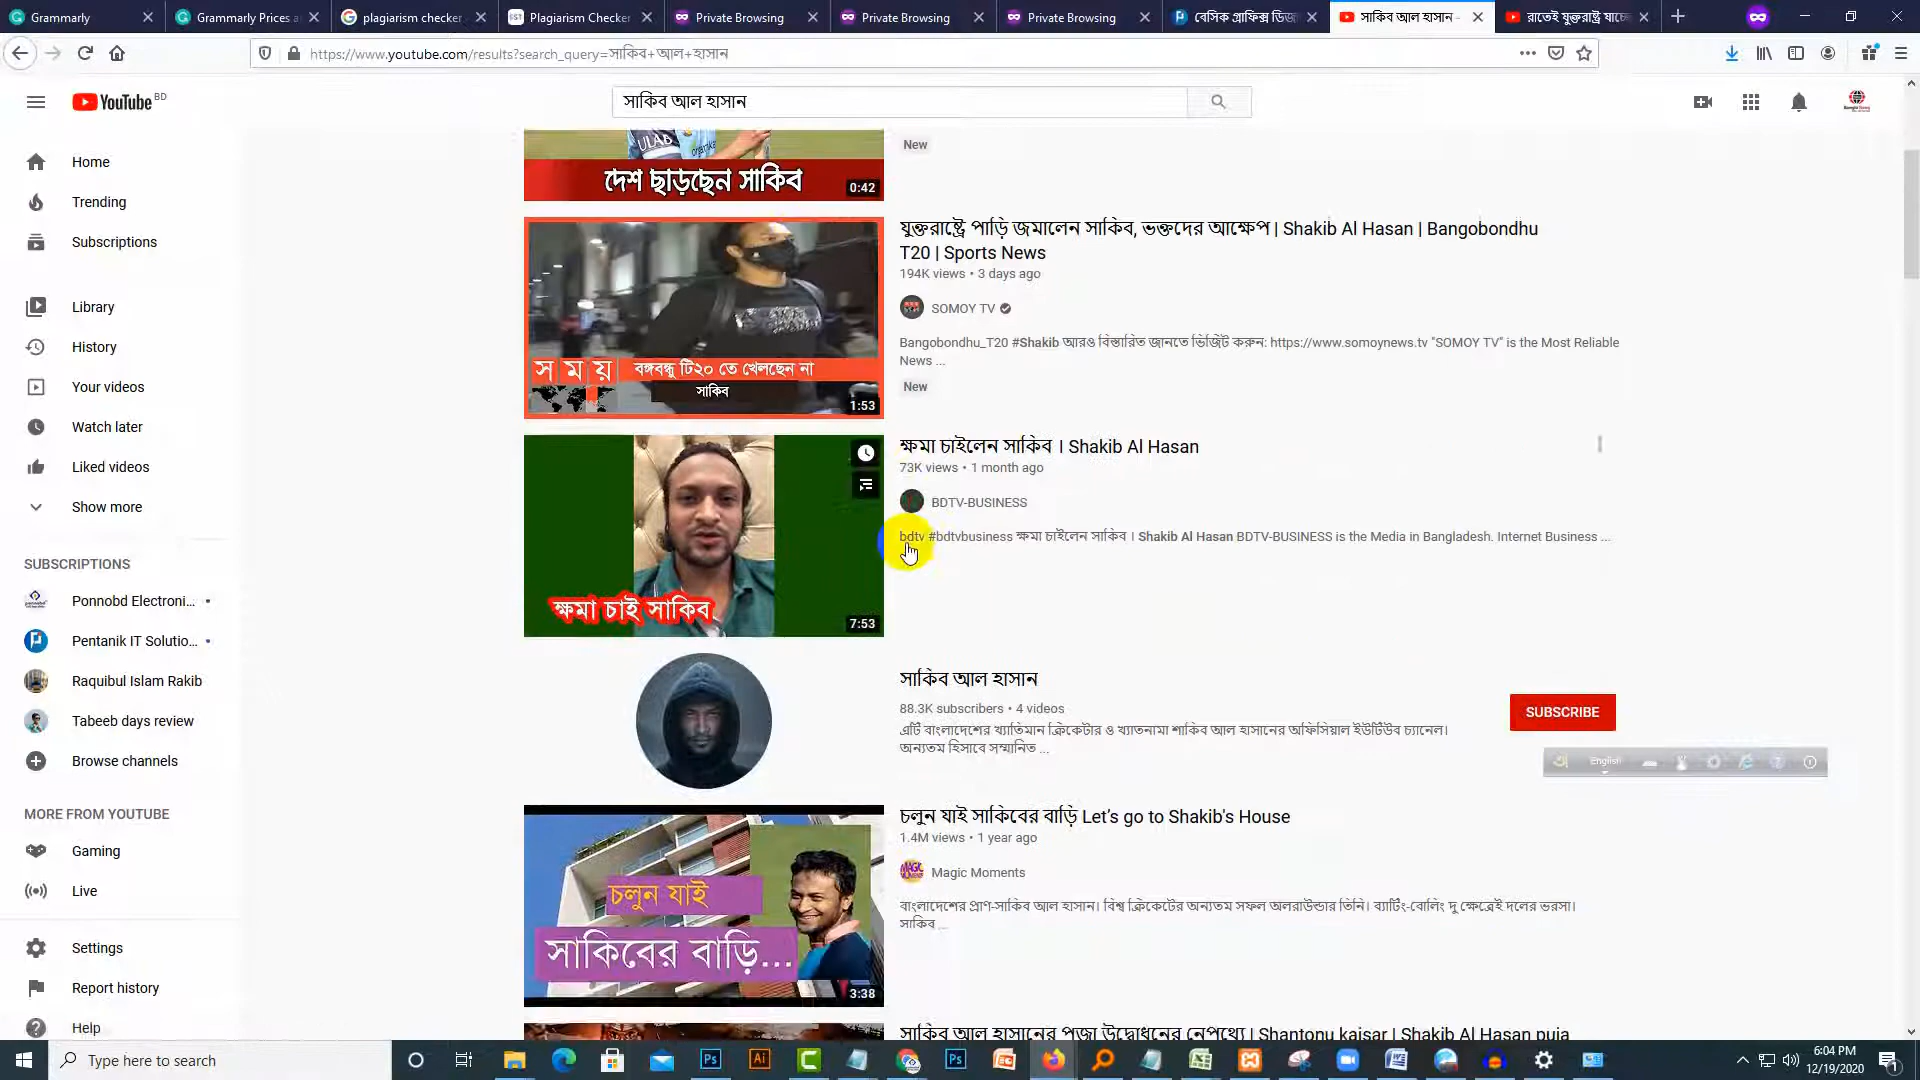 Grammarly
Grammarly Prices a
plagiarism checker
Plagiarism Checker
Private Browsing
Private Browsing
Private Browsing
বেসিক গ্রাফিক্স ডিজ
সাকিব আল হাসান -
রাতেই যুক্তরাষ্ট্র যাচ্ছে
https://www.youtube.com/results?search_query=সাকিব+আল+হাসান
YouTube BD
সাকিব আল হাসান
Home
Trending
Subscriptions
Library
History
Your videos
Watch later
Liked videos
Show more
SUBSCRIPTIONS
Ponnobd Electroni...
Pentanik IT Solutio...
Raquibul Islam Rakib
Tabeeb days review
Browse channels
MORE FROM YOUTUBE
Gaming
Live
Settings
Report history
Help
ULAB
দেশ ছাড়ছেন সাকিব
0:42
New
সময়
বঙ্গবন্ধু টি২০ তে খেলছেন না
সাকিব
1:53
যুক্তরাষ্ট্রে পাড়ি জমালেন সাকিব, ভক্তদের আক্ষেপ | Shakib Al Hasan | Bangobondhu
T20 | Sports News
194K views • 3 days ago
SOMOY TV
Bangobondhu_T20 #Shakib আরও বিস্তারিত জানতে ভিজিট করুন: https://www.somoynews.tv "SOMOY TV" is the Most Reliable
News ...
New
ক্ষমা চাই সাকিব
7:53
ক্ষমা চাইলেন সাকিব । Shakib Al Hasan
73K views • 1 month ago
BDTV-BUSINESS
bdtv #bdtvbusiness ক্ষমা চাইলেন সাকিব । Shakib Al Hasan BDTV-BUSINESS is the Media in Bangladesh. Internet Business ...
সাকিব আল হাসান
88.3K subscribers • 4 videos
এটি বাংলাদেশের খ্যাতিমান ক্রিকেটার ও খ্যাতনামা শাকিব আল হাসানের অফিসিয়াল ইউটিউব চ্যানেল।
অন্যতম হিসাবে সম্মানিত ...
SUBSCRIBE
English
চলুন যাই
সাকিবের বাড়ি...
3:38
চলুন যাই সাকিবের বাড়ি Let's go to Shakib's House
1.4M views • 1 year ago
Magic Moments
বাংলাদেশের প্রাণ-সাকিব আল হাসান। বিশ্ব ক্রিকেটের অন্যতম সফল অলরাউন্ডার তিনি। ব্যাটিং-বোলিং দু ক্ষেত্রেই দলের ভরসা।
সাকিব ...
সাকিব আল হাসানের পূজা উদ্বোধনের নেপথ্যে | Shantonu kaisar | Shakib Al Hasan puja
Type here to search
6:04 PM
12/19/2020